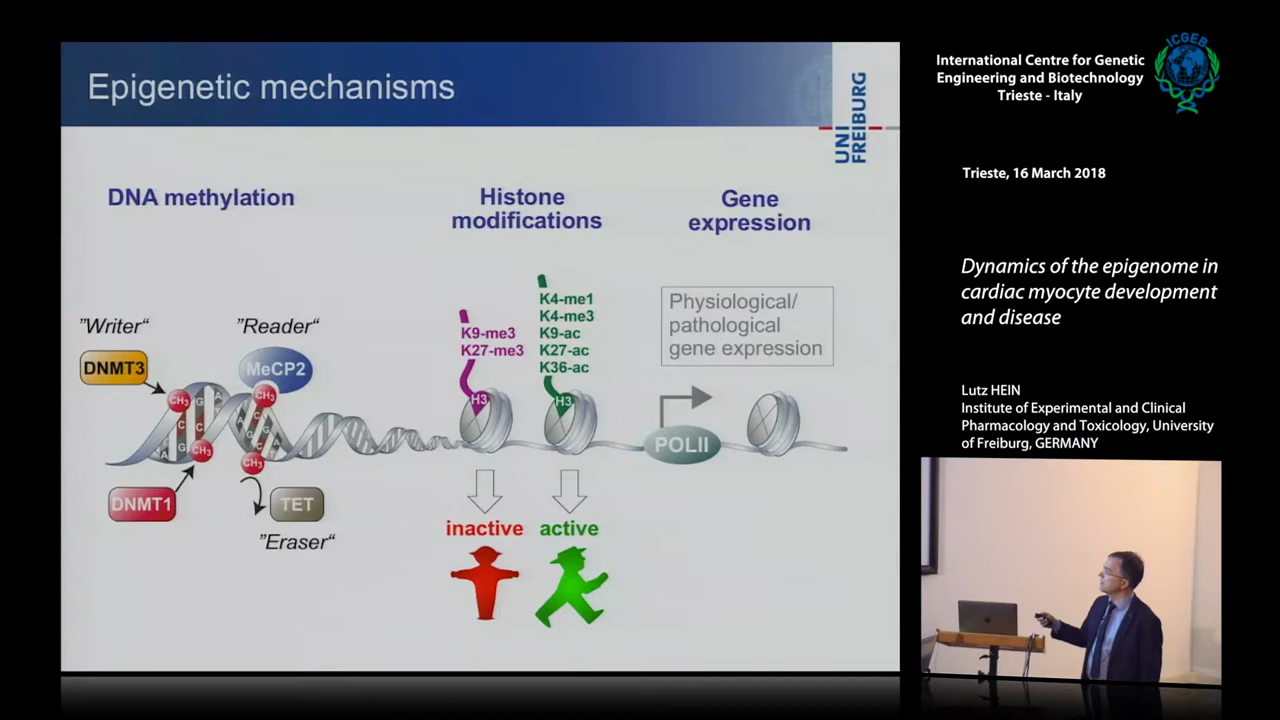 Epigenetic mechanisms
UNI
FREIBURG
DNA methylation
Histone
modifications
Gene
expression
"Writer"
DNMT3
"Reader"
MeCP2
CH3
G
A
C
CH3
CH3
A
C
G
A
G
CH3
DNMT1
TET
"Eraser"
K9-me3
K27-me3
H3
K4-me1
K4-me3
K9-ac
K27-ac
K36-ac
H3
inactive
active
Physiological/
pathological
gene expression
POLII
ICGEB
International Centre for Genetic
Engineering and Biotechnology
Trieste - Italy
Trieste, 16 March 2018
Dynamics of the epigenome in
cardiac myocyte development
and disease
Lutz HEIN
Institute of Experimental and Clinical
Pharmacology and Toxicology, University
of Freiburg, GERMANY